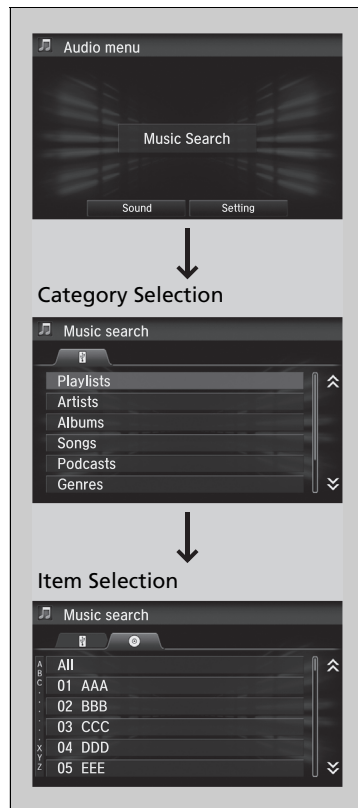 Audio menu
Music Search
Sound Setting
Category Selection
Music search
Playlists
Artists
Albums
Songs
Podcasts
Genres
Item Selection
Music search
A
B
C
.
.
.
.
.
.
X
Y
Z
All
01 AAA
02 BBB
03 CCC
04 DDD
05 EEE